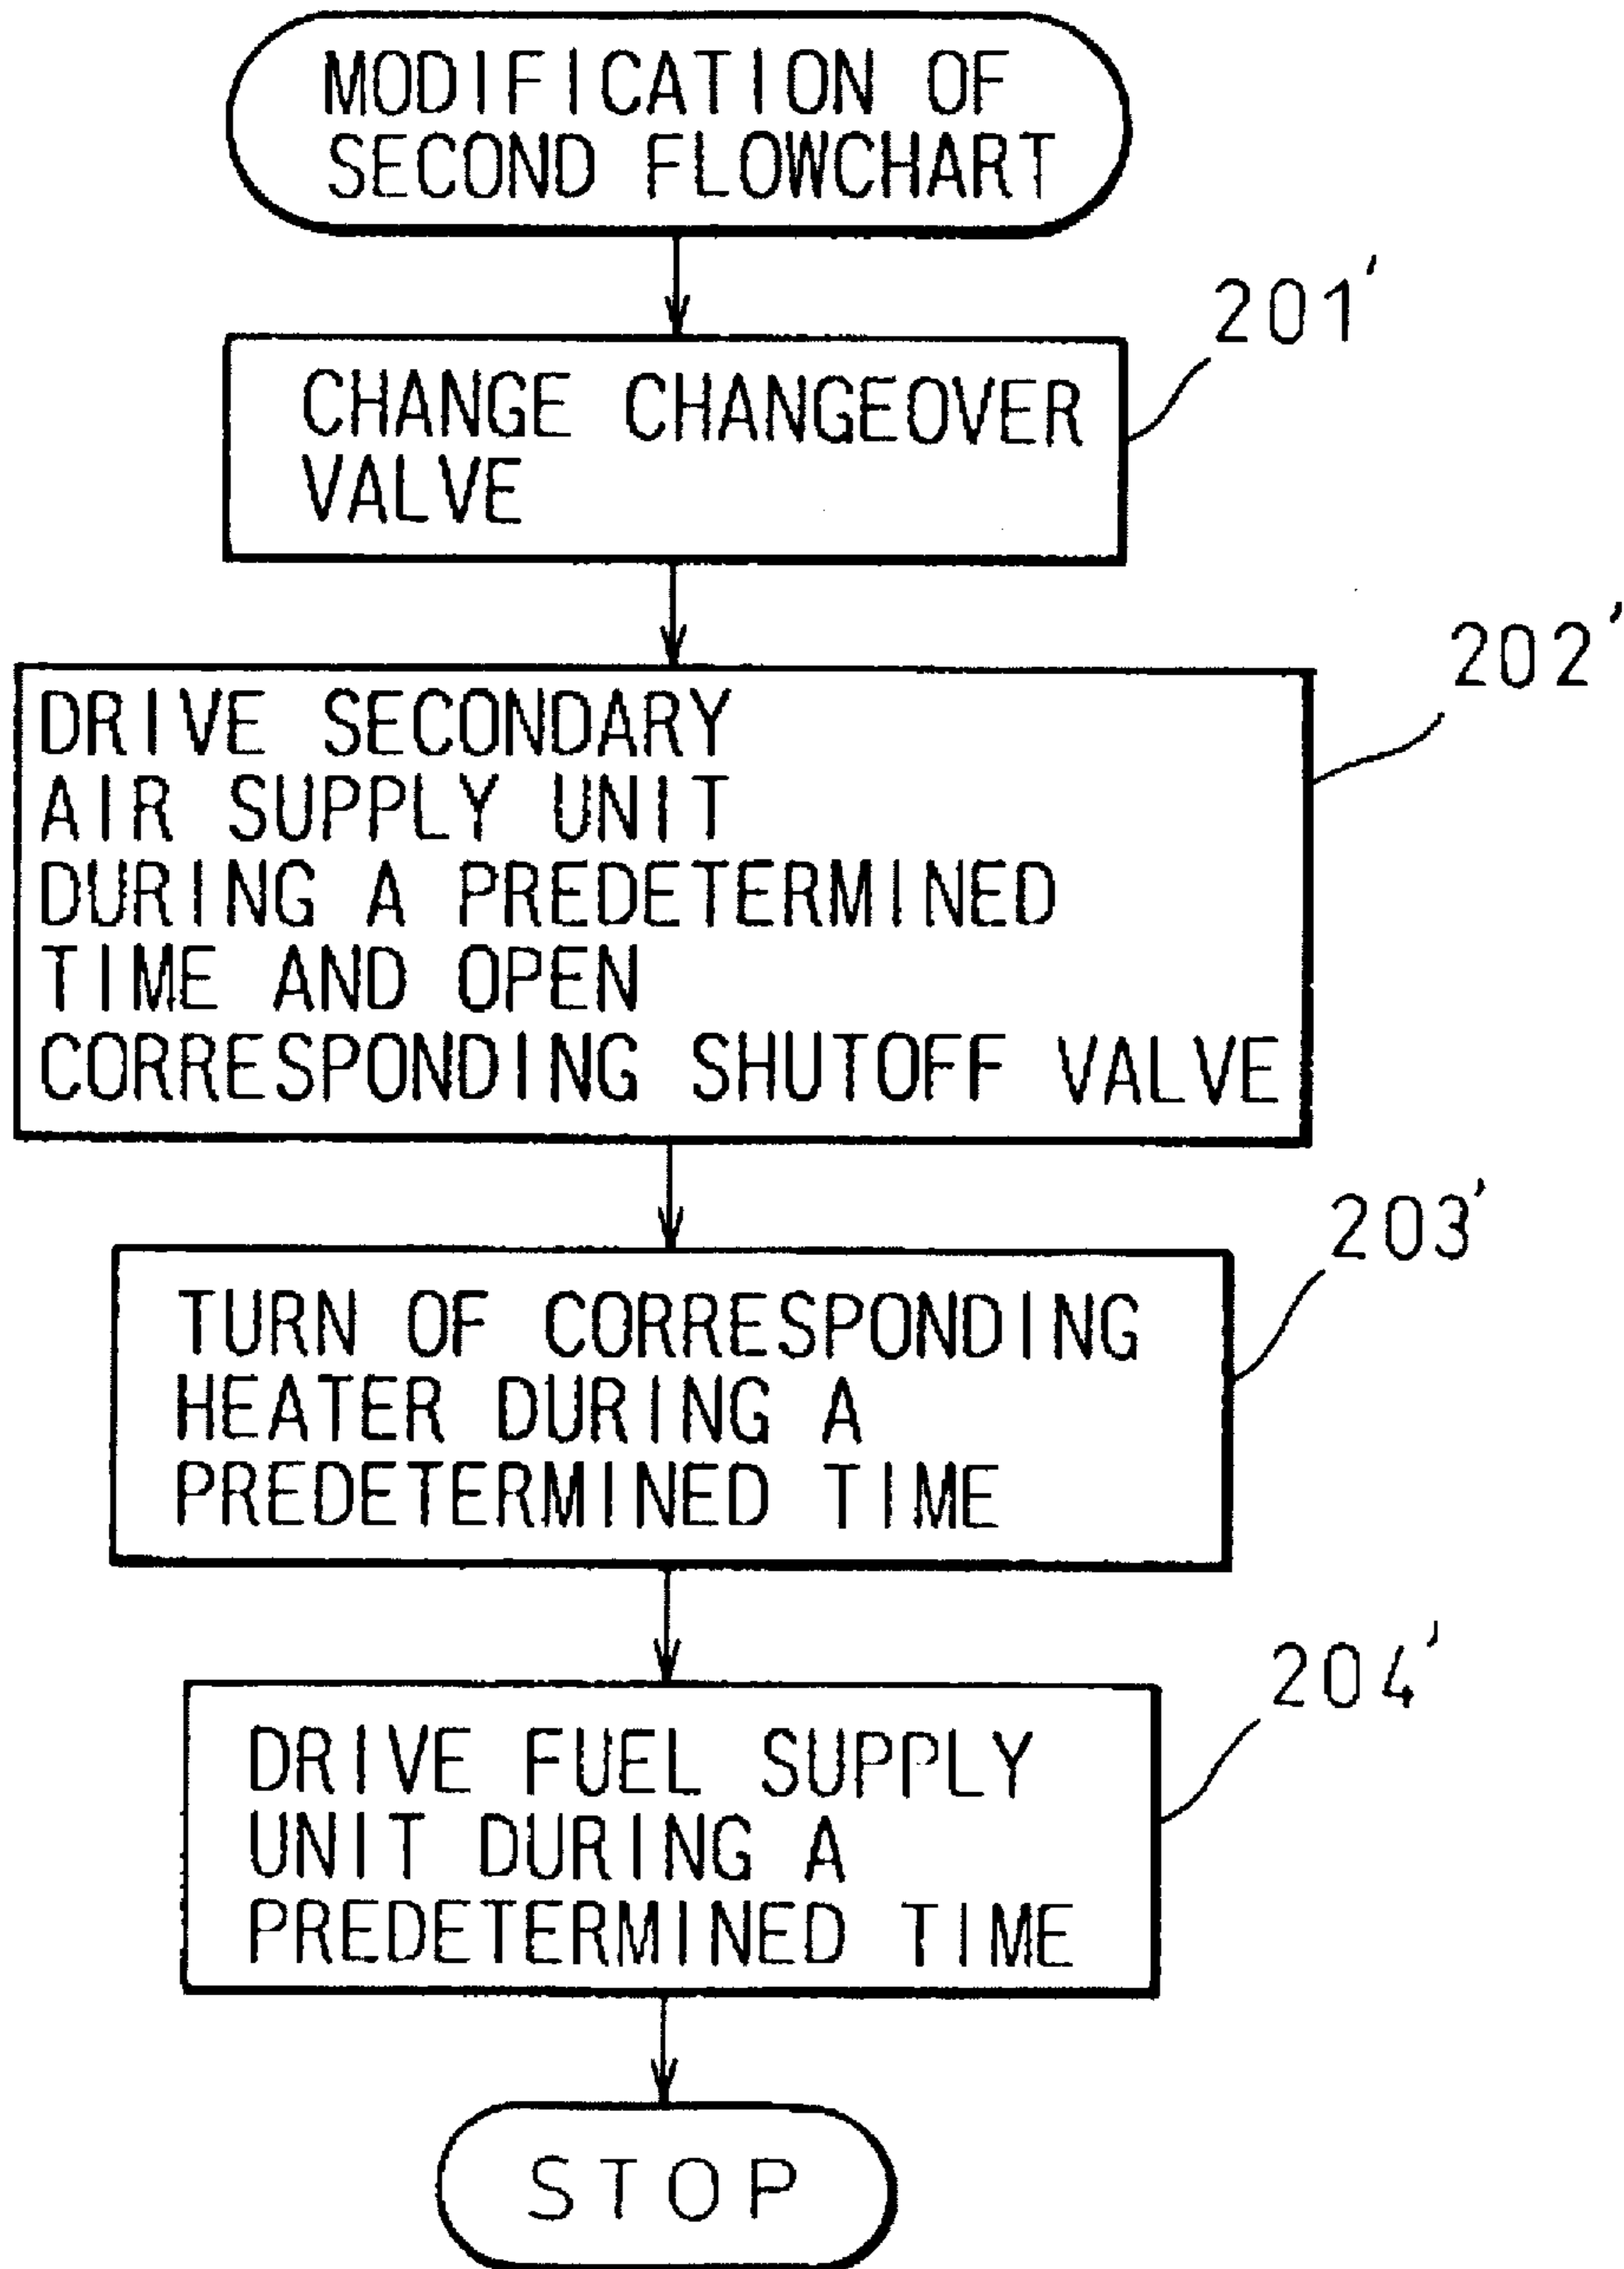 MODIFICATION OF
SECOND FLOWCHART
201'
CHANGE CHANGEOVER
VALVE
202'
DRIVE SECONDARY
AIR SUPPLY UNIT
DURING A PREDETERMINED
TIME AND OPEN
CORRESPONDING SHUTOFF VALVE
203'
TURN OF CORRESPONDING
HEATER DURING A
PREDETERMINED TIME
204'
DRIVE FUEL SUPPLY
UNIT DURING A
PREDETERMINED TIME
STOP